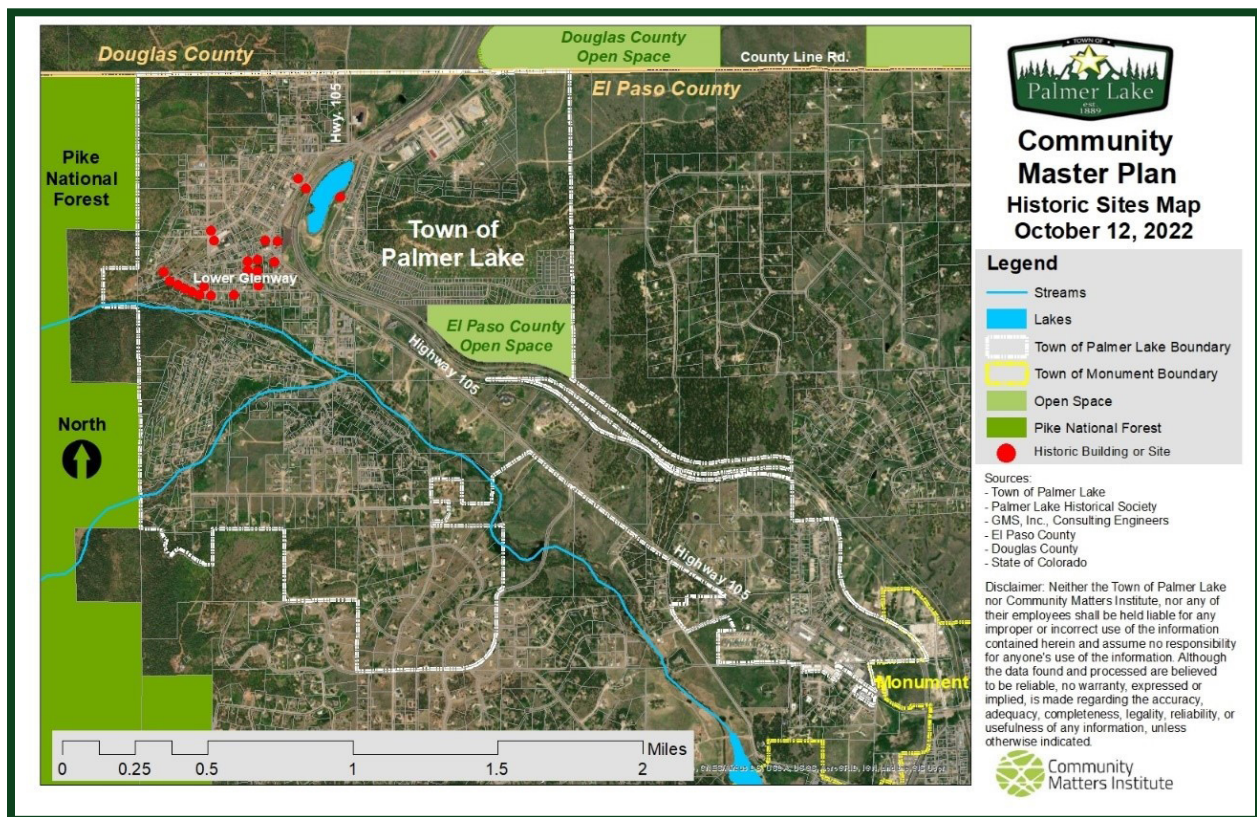 Douglas County
Douglas County
Open Space
County Line Rd.
El Paso County
Hwy. 105
Pike
National
Forest
Town of
Palmer Lake
Lower Glenway
El Paso County
Open Space
Highway 105
North
Highway 105
Monument
Miles
0 0.25 0.5 1 1.5 2
TOWN OF
Palmer Lake
est.
1889
Community
Master Plan
Historic Sites Map
October 12, 2022
Legend
Streams
Lakes
Town of Palmer Lake Boundary
Town of Monument Boundary
Open Space
Pike National Forest
Historic Building or Site
Sources:
- Town of Palmer Lake
- Palmer Lake Historical Society
- GMS, Inc., Consulting Engineers
- El Paso County
- Douglas County
- State of Colorado
Disclaimer: Neither the Town of Palmer Lake
nor Community Matters Institute, nor any of
their employees shall be held liable for any
improper or incorrect use of the information
contained herein and assume no responsibility
for anyone's use of the information. Although
the data found and processed are believed
to be reliable, no warranty, expressed or
implied, is made regarding the accuracy,
adequacy, completeness, legality, reliability, or
usefulness of any information, unless
otherwise indicated.
Community
Matters Institute